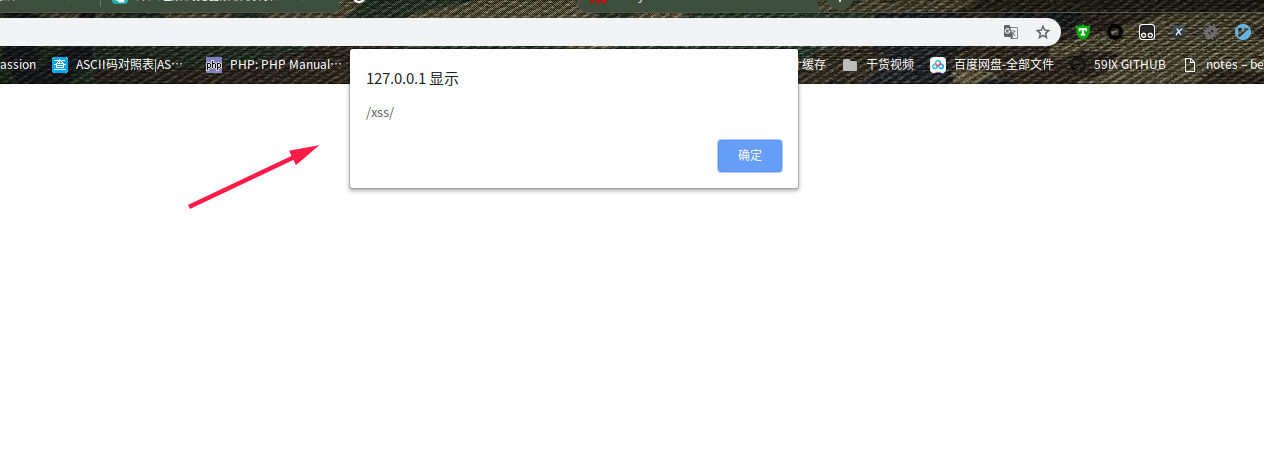 assion
ASCII码对照表|AS…
PHP: PHP Manual…
缓存
干货视频
百度网盘-全部文件
59IX GITHUB
notes – be
127.0.0.1 显示
/xss/
确定